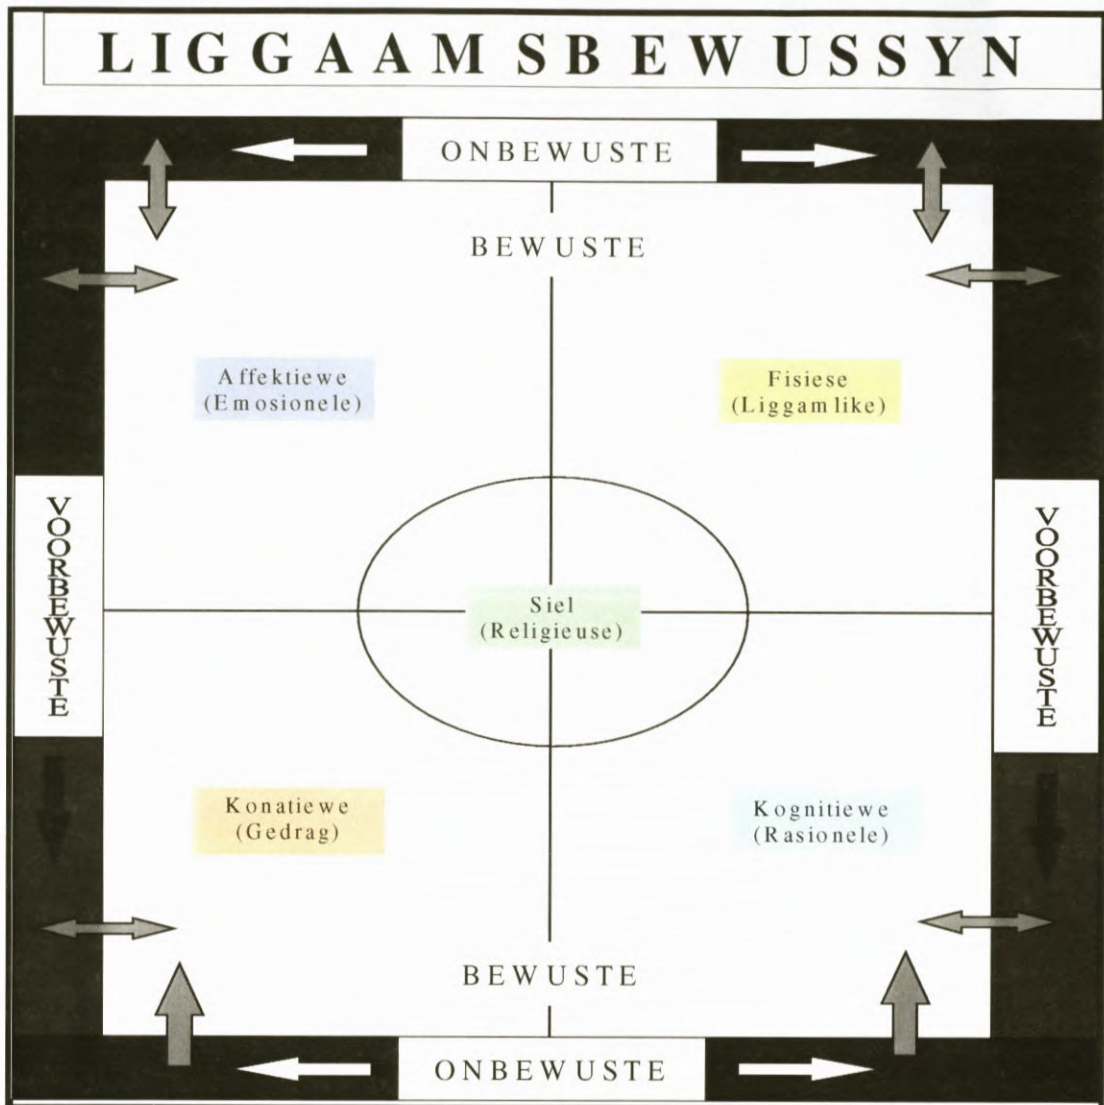 LIGGAAMSBEWUSSYN
ONBEWUSTE
BEWUSTE
Affektiewe
(Emosionele)
Fisiese
(Liggamlike)
VOORBEWUSTE
VOORBEWUSTE
Siel
(Religieuse)
Konatiewe
(Gedrag)
Kognitiewe
(Rasionele)
BEWUSTE
ONBEWUSTE